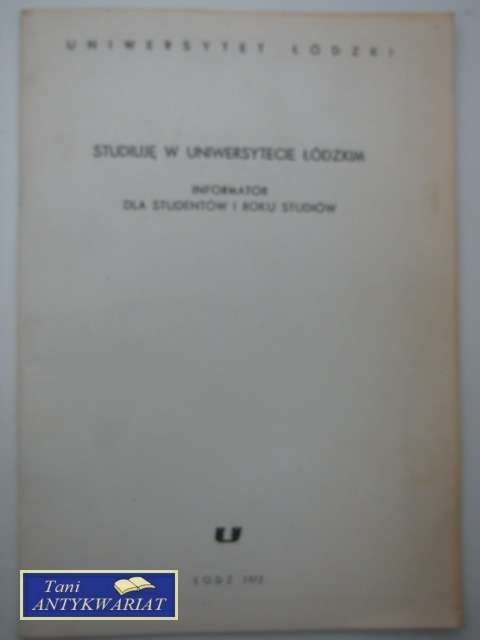 UNIWERSYTET ŁÓDZKI
STUDIUJĘ W UNIWERSYTECIE ŁÓDZKIM
INFORMATOR
DLA STUDENTÓW I ROKU STUDIÓW
U
ŁÓDŹ
Tani
ANTYKWARIAT